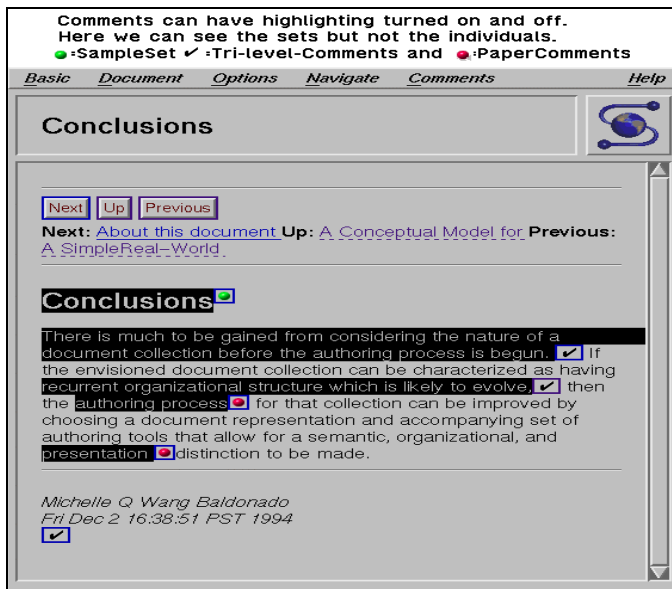 Comments can have highlighting turned on and off.
Here we can see the sets but not the individuals.
:SampleSet ✔ :Tri-level-Comments and :PaperComments
Basic Document Options Navigate Comments Help
Conclusions
Next Up Previous
Next: About this document Up: A Conceptual Model for Previous:
A SimpleReal–World
Conclusions
There is much to be gained from considering the nature of a
document collection before the authoring process is begun. ✔ If
the envisioned document collection can be characterized as having
recurrent organizational structure which is likely to evolve, ✔ then
the authoring process for that collection can be improved by
choosing a document representation and accompanying set of
authoring tools that allow for a semantic, organizational, and
presentation distinction to be made.
Michelle Q Wang Baldonado
Fri Dec 2 16:38:51 PST 1994
✔